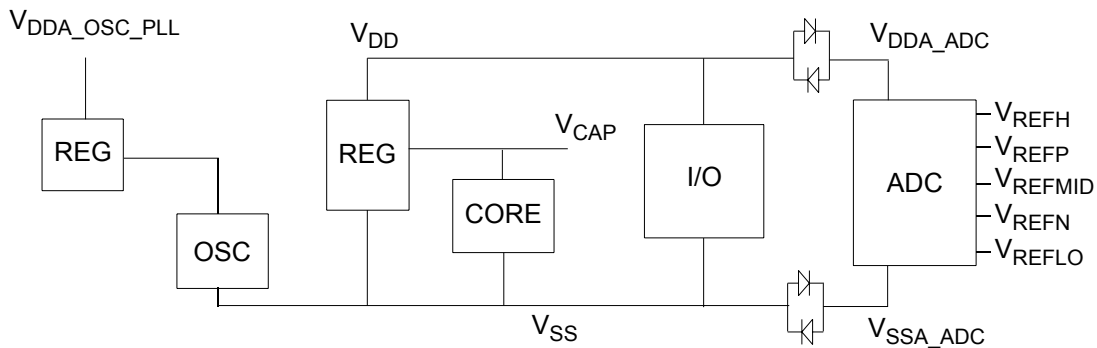 VDDA_OSC_PLL
VDD
VDDA_ADC
REG
REG
VCAP
I/O
ADC
VREFH
VREFP
VREFMID
VREFN
VREFLO
CORE
OSC
VSS
VSSA_ADC